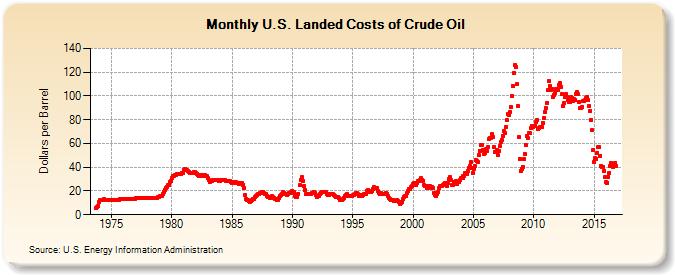 Monthly U.S. Landed Costs of Crude Oil
Dollars per Barrel
140
120
100
80
60
40
20
0
1975 1980 1985 1990 1995 2000 2005 2010 2015
Source: U.S. Energy Information Administration